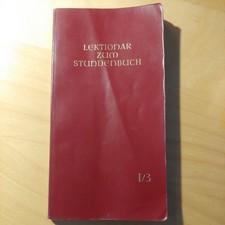 LEKTIONAR
ZUM
STUNDENBUCH
I/3